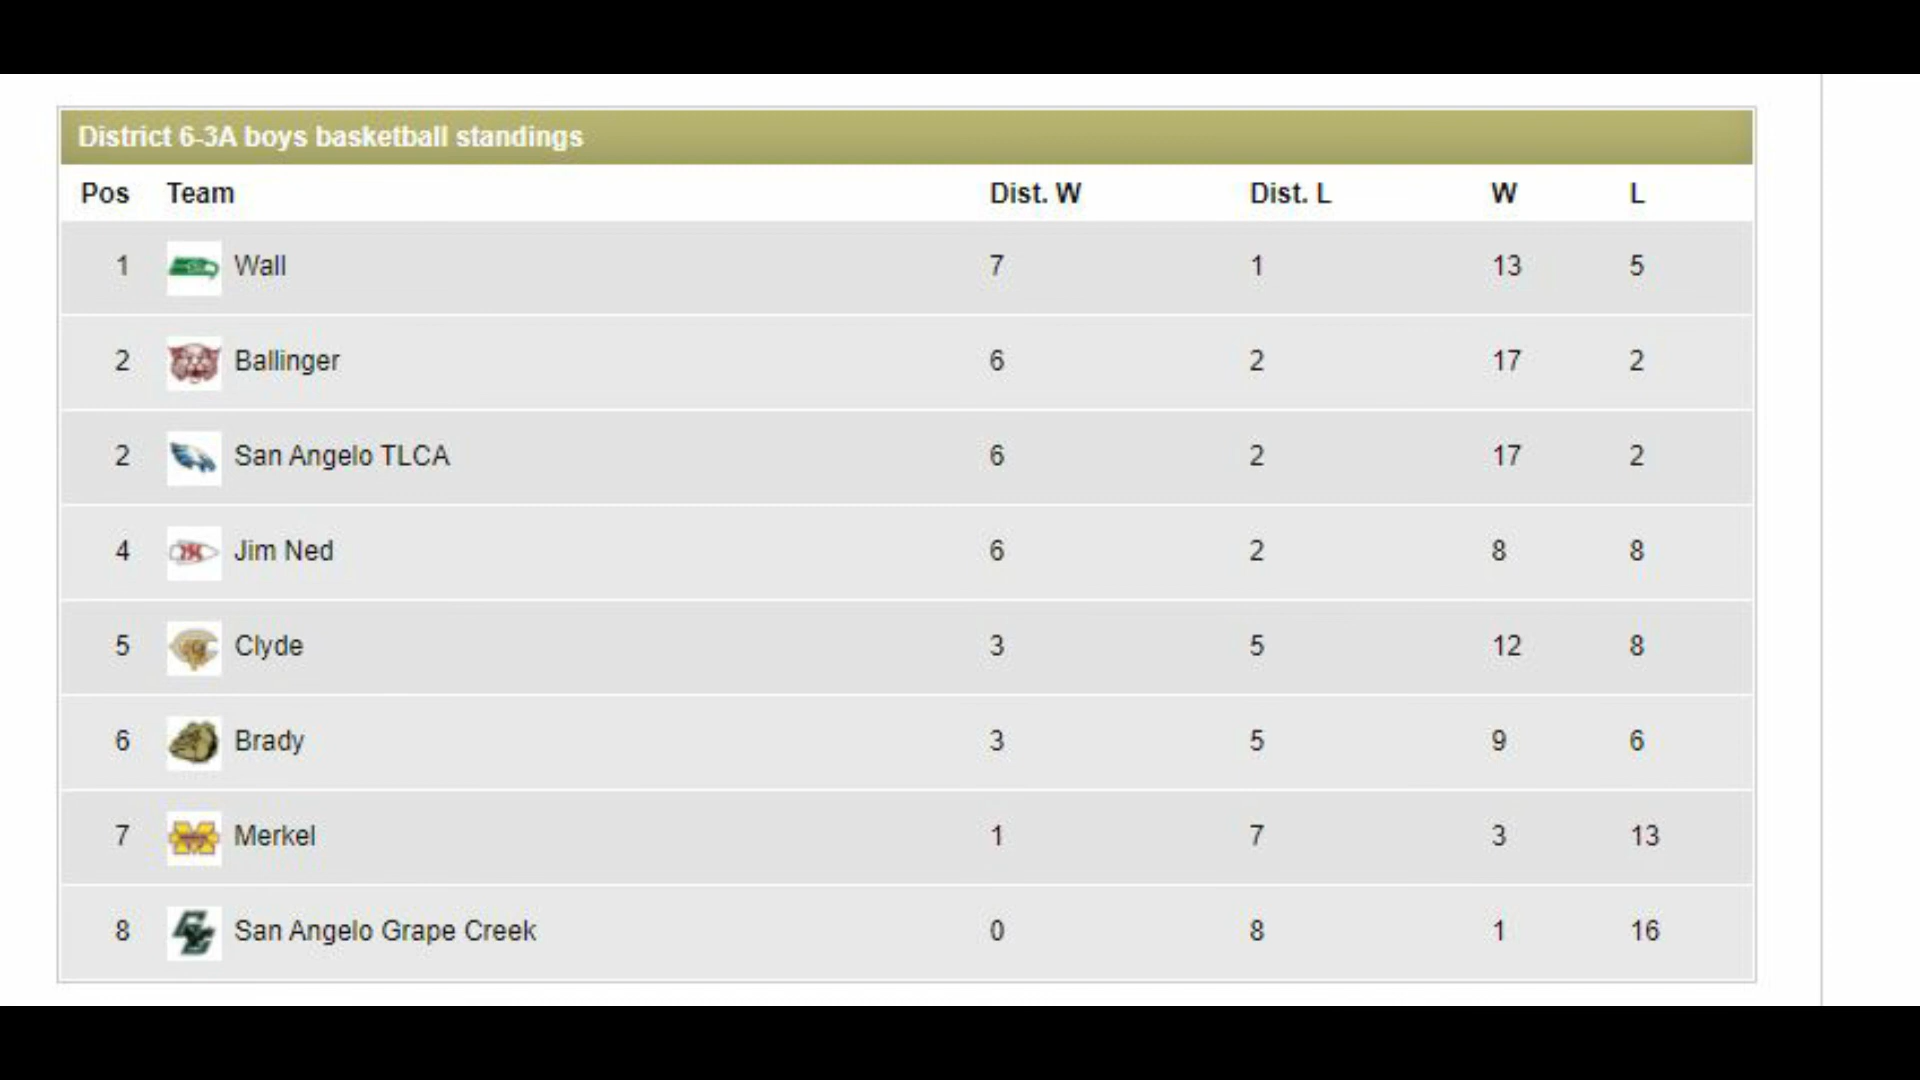 District 6-3A boys basketball standings
Pos Team Dist. W Dist. L W L
1 Wall 7 1 13 5
2 Ballinger 6 2 17 2
2 San Angelo TLCA 6 2 17 2
4 Jim Ned 6 2 8 8
5 Clyde 3 5 12 8
6 Brady 3 5 9 6
7 Merkel 1 7 3 13
8 San Angelo Grape Creek 0 8 1 16